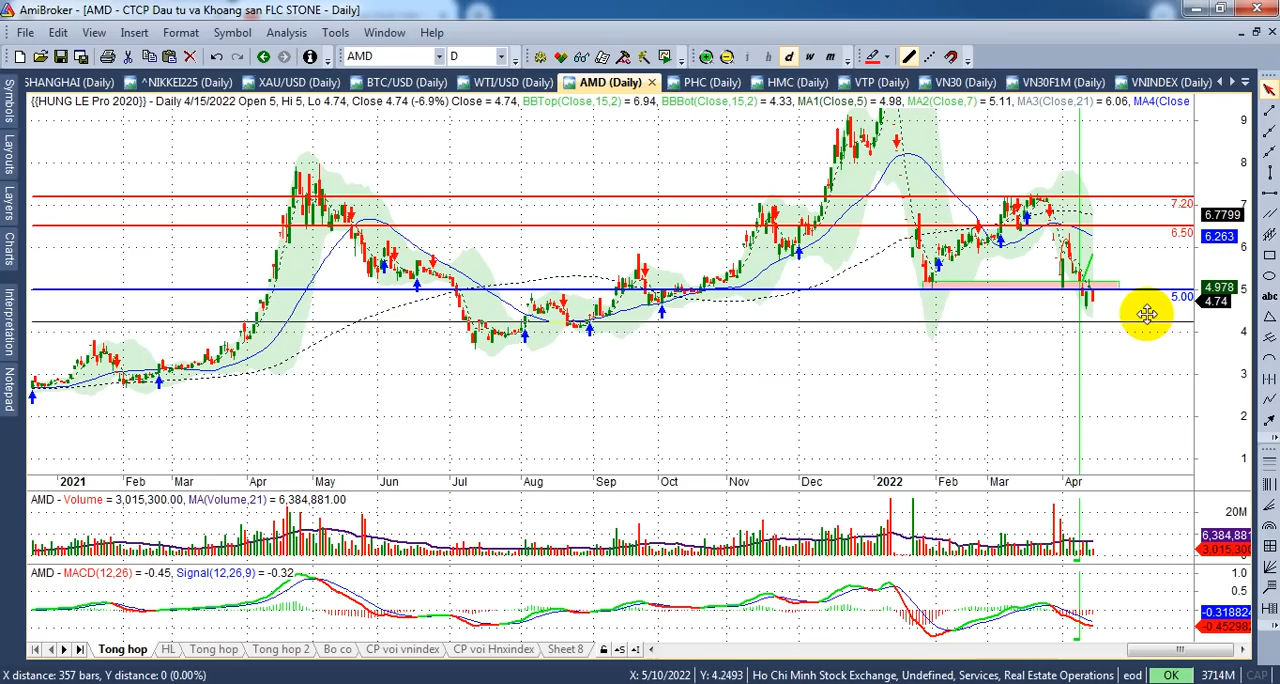 AmiBroker - [AMD - CTCP Dau tu va Khoang san FLC STONE - Daily]
File Edit View Insert Format Symbol Analysis Tools Window Help
AMD D i h d w m
SHANGHAI (Daily) ^NIKKEI225 (Daily) XAU/USD (Daily) BTC/USD (Daily) WTI/USD (Daily) AMD (Daily) PHC (Daily) HMC (Daily) VTP (Daily) VN30 (Daily) VN30F1M (Daily) VNINDEX (Daily)
{{HUNG LE Pro 2020}} - Daily 4/15/2022 Open 5, Hi 5, Lo 4.74, Close 4.74 (-6.9%) Close = 4.74, BBTop(Close,15,2) = 6.94, BBBot(Close,15,2) = 4.33, MA1(Close,5) = 4.98, MA2(Close,7) = 5.11, MA3(Close,21) = 6.06, MA4(Close
Symbols
Layouts
Layers
Charts
Interpretation
Notepad
abc
9
8
7.20
7
6.7799
6.50
6.263
6
4.978
5
5.00
4.74
4
3
2
1
2021 Feb Mar Apr May Jun Jul Aug Sep Oct Nov Dec 2022 Feb Mar Apr
AMD - Volume = 3,015,300.00, MA(Volume,21) = 6,384,881.00
20M
6,384,881
3,015,300
AMD - MACD(12,26) = -0.45, Signal(12,26,9) = -0.32
1.0
0.5
-0.318824
-0.452982
Tong hop HL Tong hop Tong hop 2 Bo co CP voi vnindex CP voi Hnxindex Sheet 8
X distance: 357 bars, Y distance: 0 (0.00%) X: 5/10/2022 Y: 4.2493 Ho Chi Minh Stock Exchange, Undefined, Services, Real Estate Operations eod OK 3714M CAP